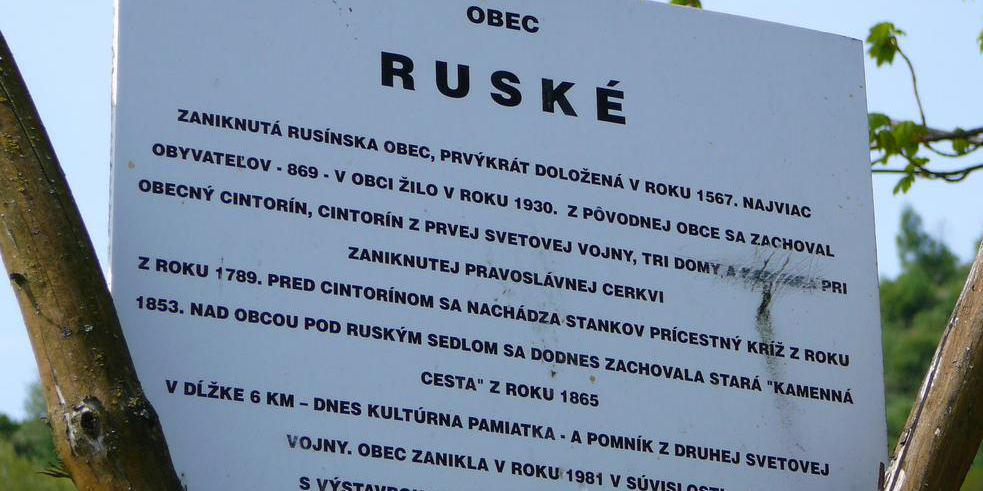 OBEC
RUSKÉ
ZANIKNUTÁ RUSÍNSKA OBEC, PRVÝKRÁT DOLOŽENÁ V ROKU 1567. NAJVIAC
OBYVATEĽOV - 869 - V OBCI ŽILO V ROKU 1930. Z PÔVODNEJ OBCE SA ZACHOVAL
OBECNÝ CINTORÍN, CINTORÍN Z PRVEJ SVETOVEJ VOJNY, TRI DOMY A PRI
ZANIKNUTEJ PRAVOSLÁVNEJ CERKVI
Z ROKU 1789. PRED CINTORÍNOM SA NACHÁDZA STANKOV PRÍCESTNÝ KRÍŽ Z ROKU
1853. NAD OBCOU POD RUSKÝM SEDLOM SA DODNES ZACHOVALA STARÁ "KAMENNÁ
CESTA" Z ROKU 1865
V DĹŽKE 6 KM – DNES KULTÚRNA PAMIATKA - A POMNÍK Z DRUHEJ SVETOVEJ
VOJNY. OBEC ZANIKLA V ROKU 1981 V SÚVISLOSTI
S VÝSTAVBOU